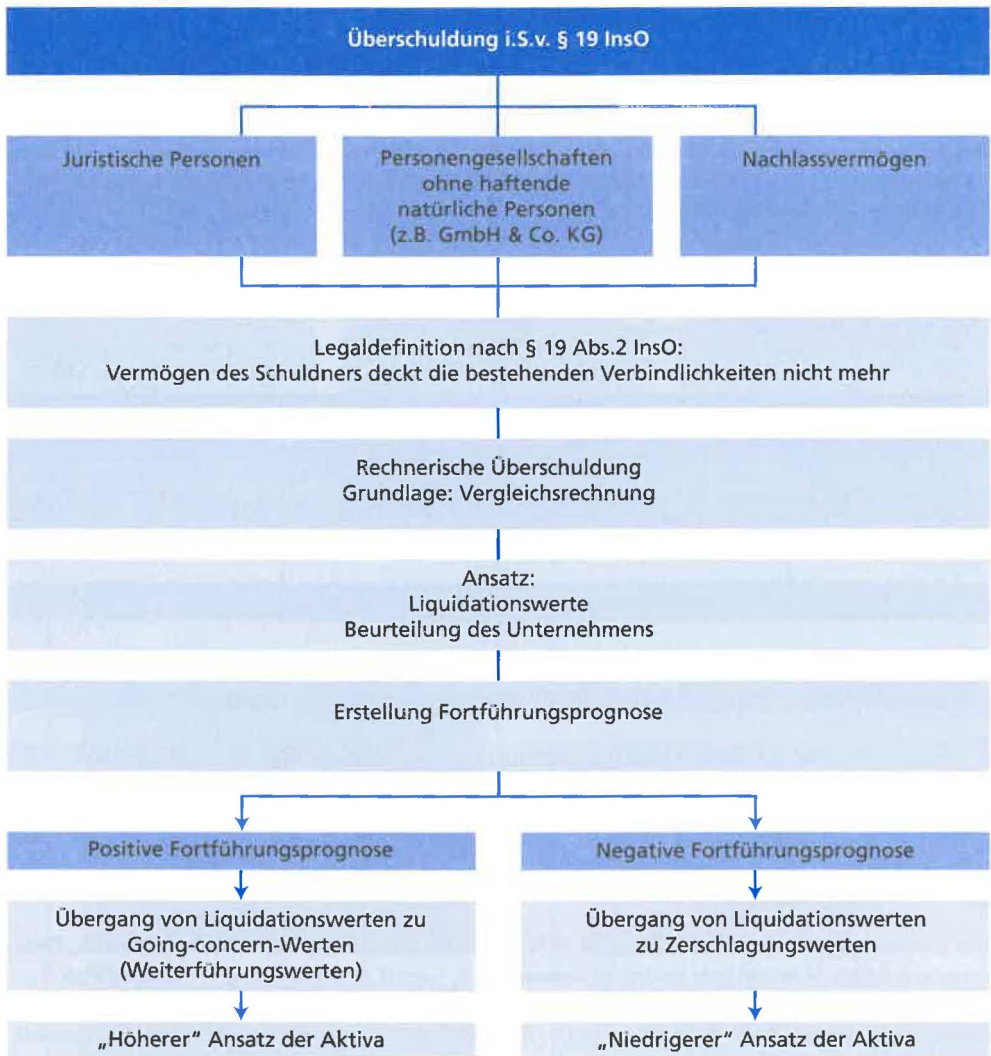 Überschuldung i.S.v. § 19 InsO
Juristische Personen
Personengesellschaften
ohne haftende
natürliche Personen
(z.B. GmbH & Co. KG)
Nachlassvermögen
Legaldefinition nach § 19 Abs.2 InsO:
Vermögen des Schuldners deckt die bestehenden Verbindlichkeiten nicht mehr
Rechnerische Überschuldung
Grundlage: Vergleichsrechnung
Ansatz:
Liquidationswerte
Beurteilung des Unternehmens
Erstellung Fortführungsprognose
Positive Fortführungsprognose
Übergang von Liquidationswerten zu
Going-concern-Werten
(Weiterführungswerten)
„Höherer" Ansatz der Aktiva
Negative Fortführungsprognose
Übergang von Liquidationswerten
zu Zerschlagungswerten
„Niedrigerer" Ansatz der Aktiva